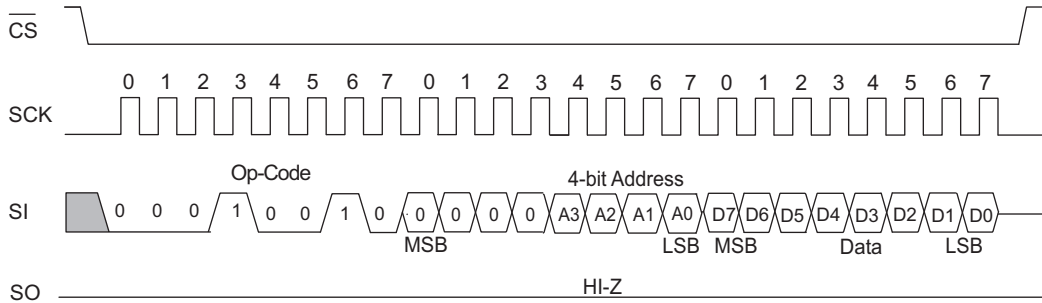 CS
0 1 2 3 4 5 6 7 0 1 2 3 4 5 6 7 0 1 2 3 4 5 6 7
SCK
Op-Code 4-bit Address
SI 0 0 0 1 0 0 1 0 0 0 0 0 A3 A2 A1 A0 D7 D6 D5 D4 D3 D2 D1 D0
MSB LSB MSB Data LSB
HI-Z
SO